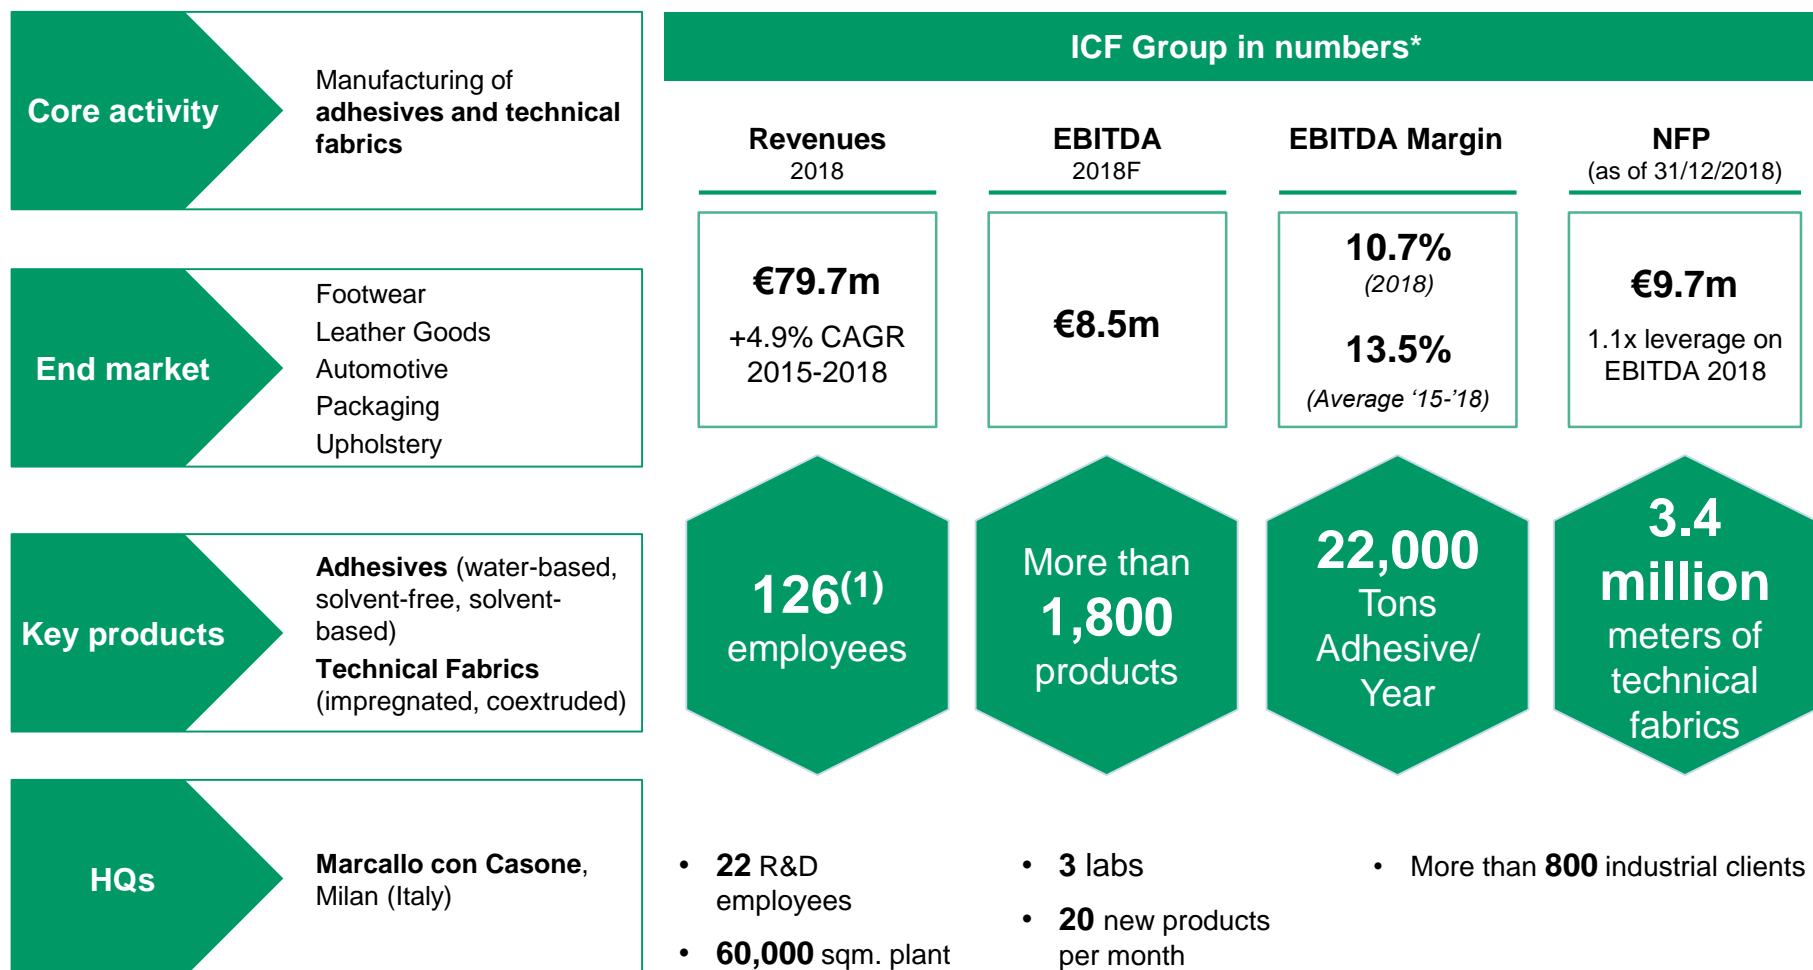 Core activity
Manufacturing of
adhesives and technical
fabrics
End market
Footwear
Leather Goods
Automotive
Packaging
Upholstery
Key products
Adhesives (water-based,
solvent-free, solvent-
based)
Technical Fabrics
(impregnated, coextruded)
HQs
Marcallo con Casone,
Milan (Italy)
ICF Group in numbers*
Revenues
2018
€79.7m
+4.9% CAGR
2015-2018
EBITDA
2018F
€8.5m
EBITDA Margin
10.7%
(2018)
13.5%
(Average ‘15-’18)
NFP
(as of 31/12/2018)
€9.7m
1.1x leverage on
EBITDA 2018
126(1)
employees
More than
1,800
products
22,000
Tons
Adhesive/
Year
3.4
million
meters of
technical
fabrics
• 22 R&D
employees
• 60,000 sqm. plant
• 3 labs
• 20 new products
per month
• More than 800 industrial clients